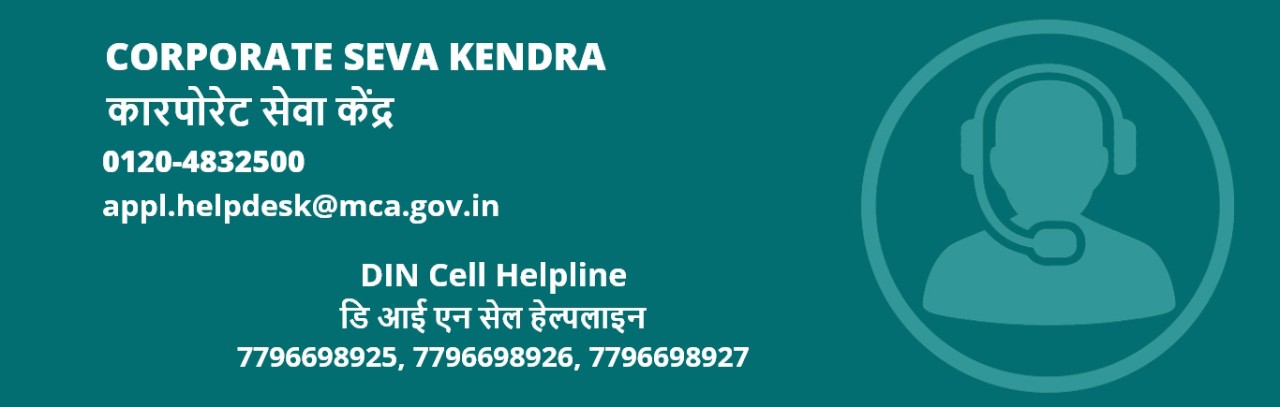 CORPORATE SEVA KENDRA
कारपोरेट सेवा केंद्र
0120-4832500
appl.helpdesk@mca.gov.in
DIN Cell Helpline
डि आई एन सेल हेल्पलाइन
7796698925, 7796698926, 7796698927